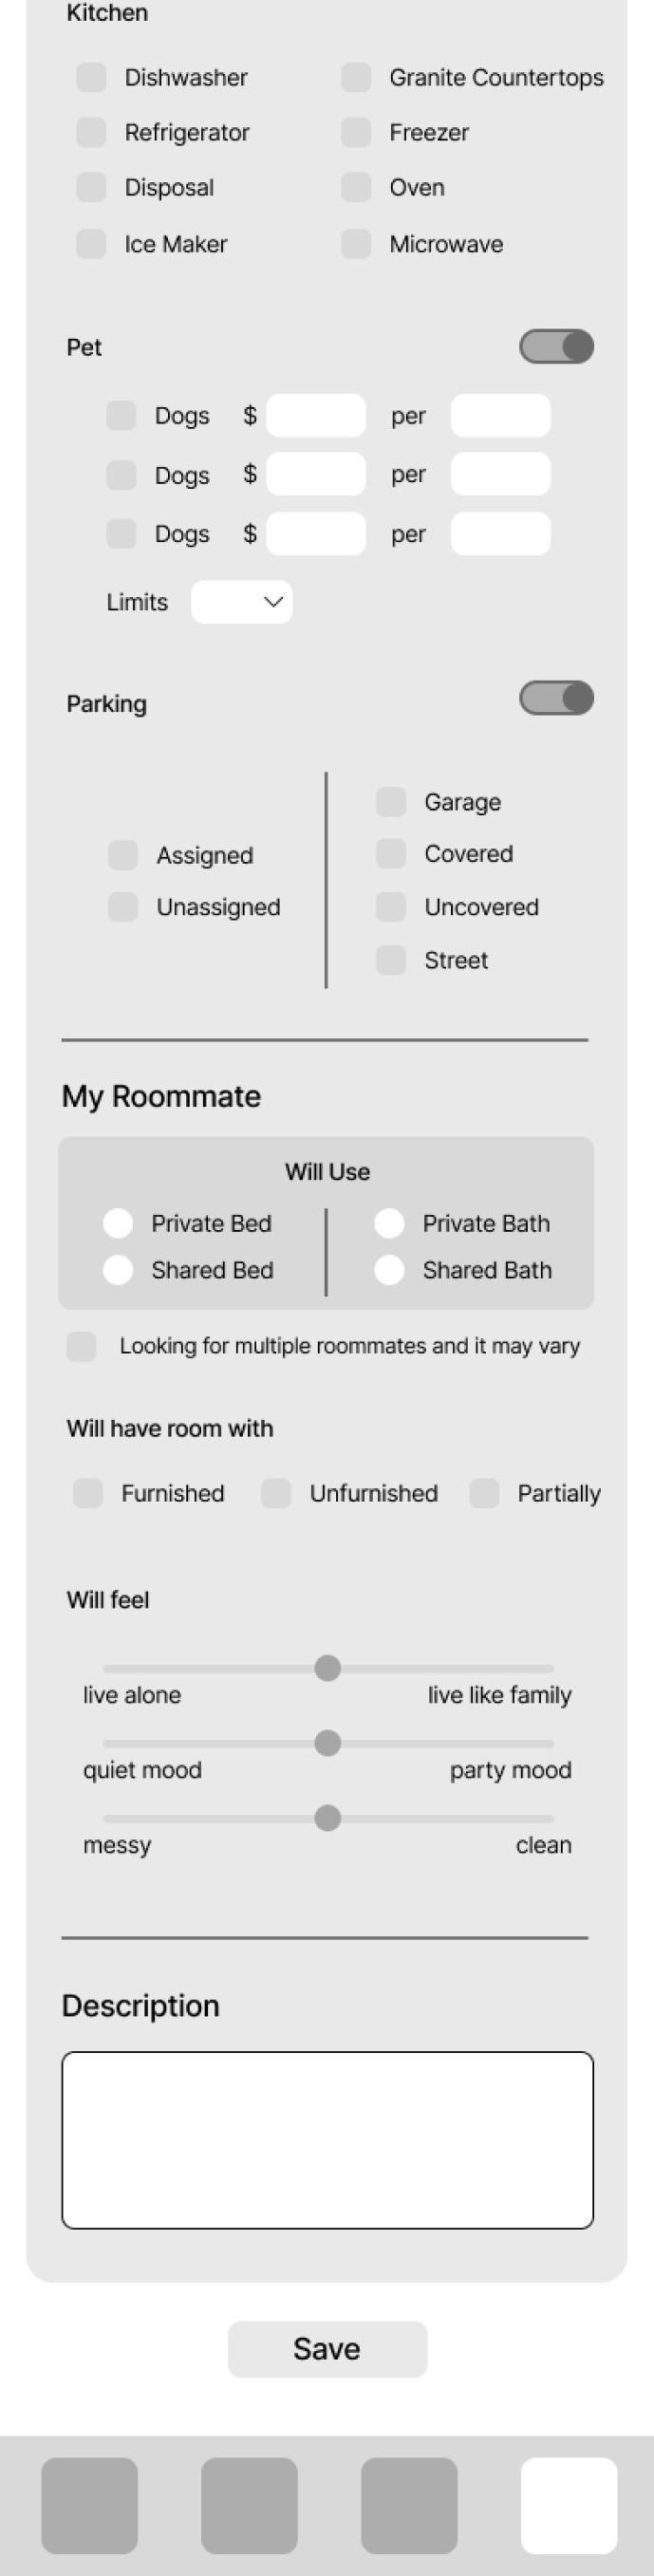 Kitchen
Dishwasher Granite Countertops
Refrigerator Freezer
Disposal Oven
Ice Maker Microwave
Pet
Dogs $ per
Dogs $ per
Dogs $ per
Limits
Parking
Garage
Assigned Covered
Unassigned Uncovered
Street
My Roommate
Will Use
Private Bed Private Bath
Shared Bed Shared Bath
Looking for multiple roommates and it may vary
Will have room with
Furnished Unfurnished Partially
Will feel
live alone live like family
quiet mood party mood
messy clean
Description
Save